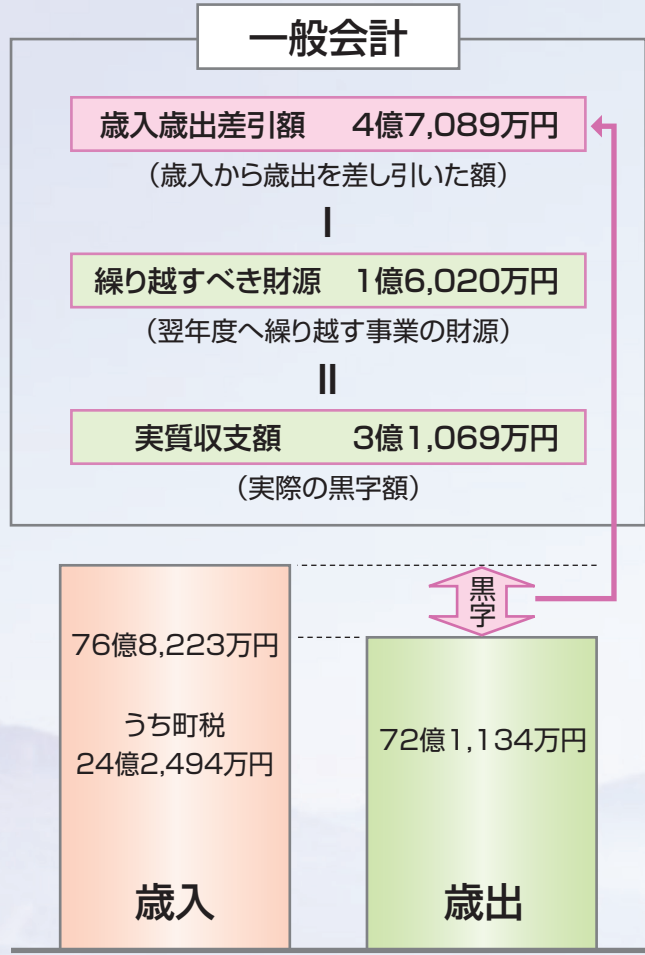 一般会計
歳入歳出差引額 4億7,089万円
（歳入から歳出を差し引いた額）
繰り越すべき財源 1億6,020万円
（翌年度へ繰り越す事業の財源）
実質収支額 3億1,069万円
（実際の黒字額）
黒字
76億8,223万円
うち町税
24億2,494万円
歳入
72億1,134万円
歳出